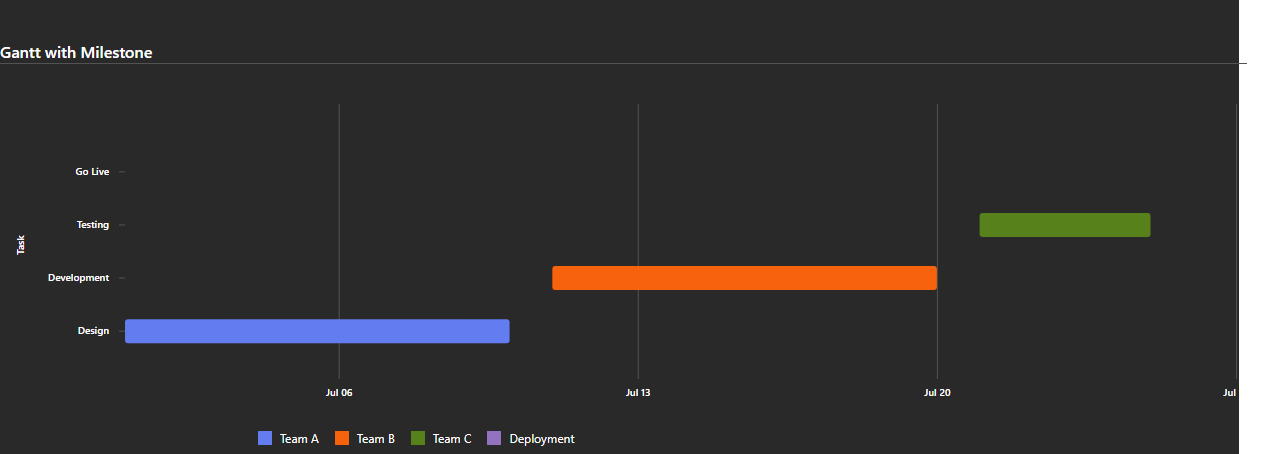 Gantt with Milestone
Go Live
Testing
Task
Development
Design
Jul 06
Jul 13
Jul 20
Jul
Team A
Team B
Team C
Deployment